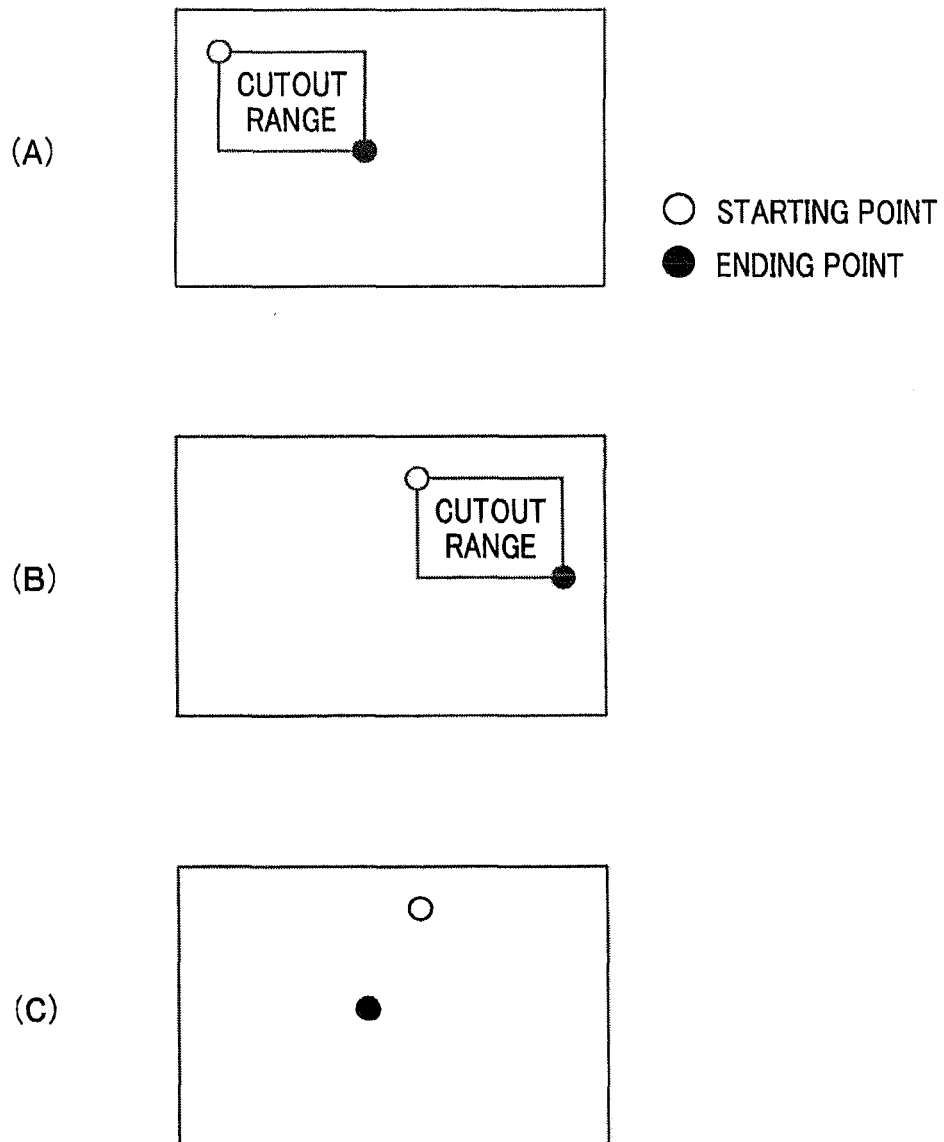 (A)
CUTOUT
RANGE
STARTING POINT
ENDING POINT
(B)
CUTOUT
RANGE
(C)